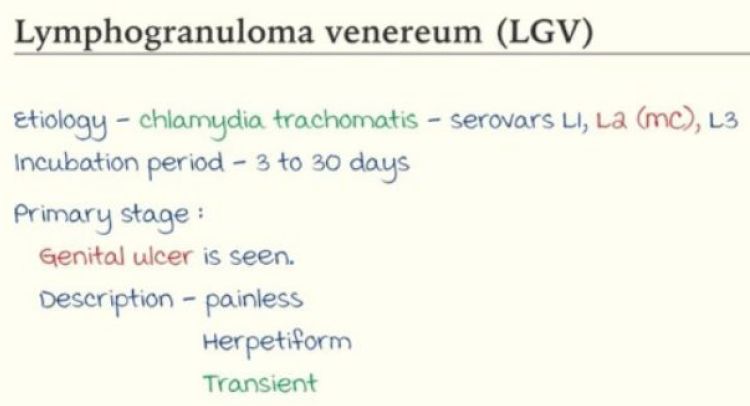 Lymphogranuloma venereum (LGV)
Etiology - chlamydia trachomatis - serovars L1, L2 (mc), L3
Incubation period - 3 to 30 days
Primary stage :
Genital ulcer is seen.
Description - painless
Herpetiform
Transient